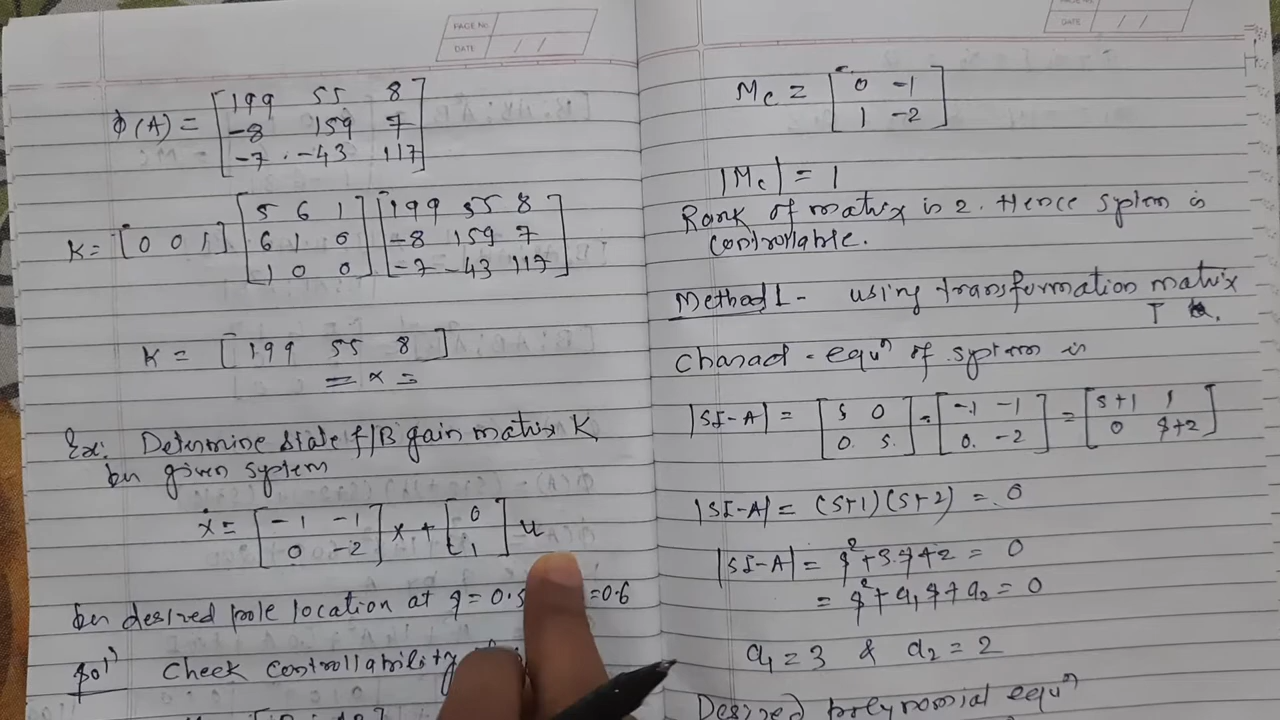 PAGE No.
DATE / /
Φ(A) = [199 55 8
-8 159 7
-7 -43 117]
K = [0 0 1] [5 6 1
6 1 0
1 0 0] [199 55 8
-8 159 7
-7 -43 117]
K = [199 55 8]
= x =
Ex: Determine state f/B gain matrix K
for given system
ẋ = [-1 -1
0 -2] x + [0
1] u
for desired pole location at =0.6
Sol^n Check controllability
DATE / /
Mc = [0 -1
1 -2]
|Mc| = 1
Rank of matrix is 2. Hence system is
controllable.
Method 1 - using transformation matrix
T
Charact. equ^n of system is
|SI-A| = [S 0
0 S] - [-1 -1
0 -2] = [S+1 1
0 S+2]
|SI-A| = (S+1)(S+2) = 0
|SI-A| = S²+3S+2 = 0
= S²+a₁S+a₂ = 0
a₁ = 3 & a₂ = 2
Desired polynomial equ^n